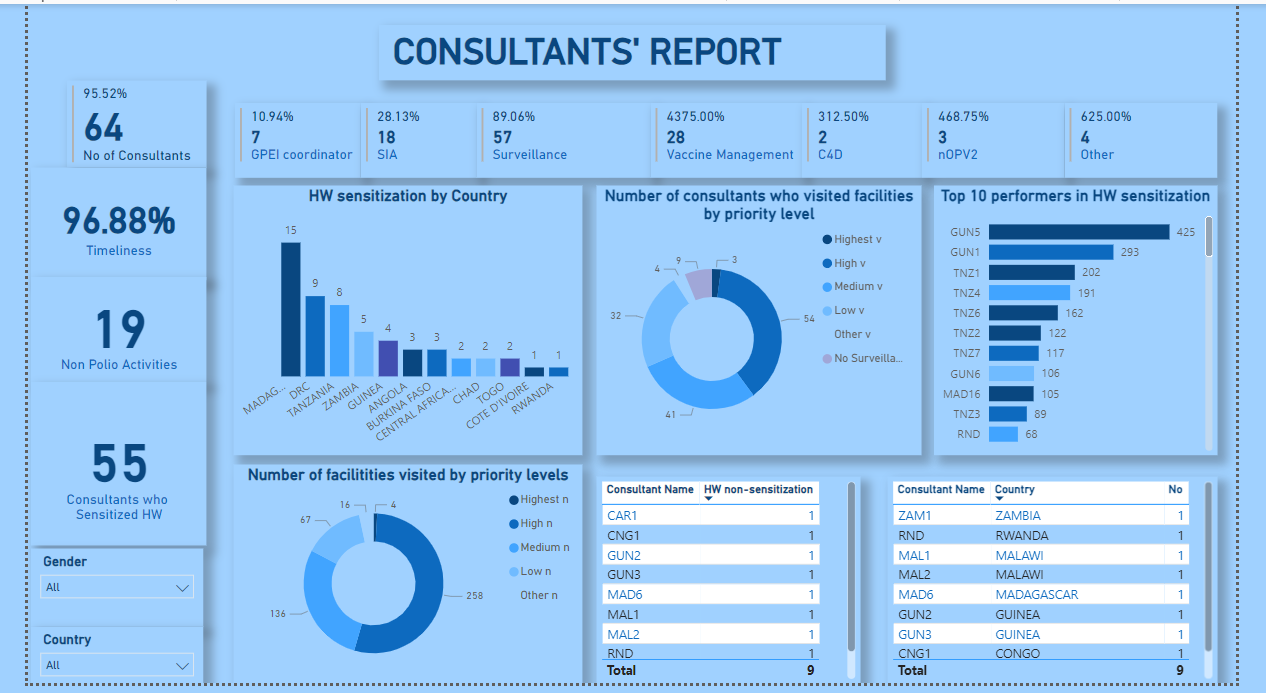 CONSULTANTS' REPORT
95.52%
64
No of Consultants
96.88%
Timeliness
19
Non Polio Activities
55
Consultants who
Sensitized HW
Gender
All
Country
All
10.94%
7
GPEI coordinator
28.13%
18
SIA
89.06%
57
Surveillance
4375.00%
28
Vaccine Management
312.50%
2
C4D
468.75%
3
nOPV2
625.00%
4
Other
HW sensitization by Country
15
9
8
5
4
3
3
2
2
2
1
1
MADAG...
DRC
TANZANIA
ZAMBIA
GUINEA
ANGOLA
BURKINA FASO
CENTRAL AFRICA...
CHAD
TOGO
COTE D'IVOIRE
RWANDA
Number of consultants who visited facilities
by priority level
3
54
41
32
4
9
Highest v
High v
Medium v
Low v
Other v
No Surveilla...
Top 10 performers in HW sensitization
GUN5 425
GUN1 293
TNZ1 202
TNZ4 191
TNZ6 162
TNZ2 122
TNZ7 117
GUN6 106
MAD16 105
TNZ3 89
RND 68
Number of facilitities visited by priority levels
4
258
136
67
16
Highest n
High n
Medium n
Low n
Other n
Consultant Name HW non-sensitization
CAR1 1
CNG1 1
GUN2 1
GUN3 1
MAD6 1
MAL1 1
MAL2 1
RND 1
Total 9
Consultant Name Country No
ZAM1 ZAMBIA 1
RND RWANDA 1
MAL1 MALAWI 1
MAL2 MALAWI 1
MAD6 MADAGASCAR 1
GUN2 GUINEA 1
GUN3 GUINEA 1
CNG1 CONGO 1
Total 9